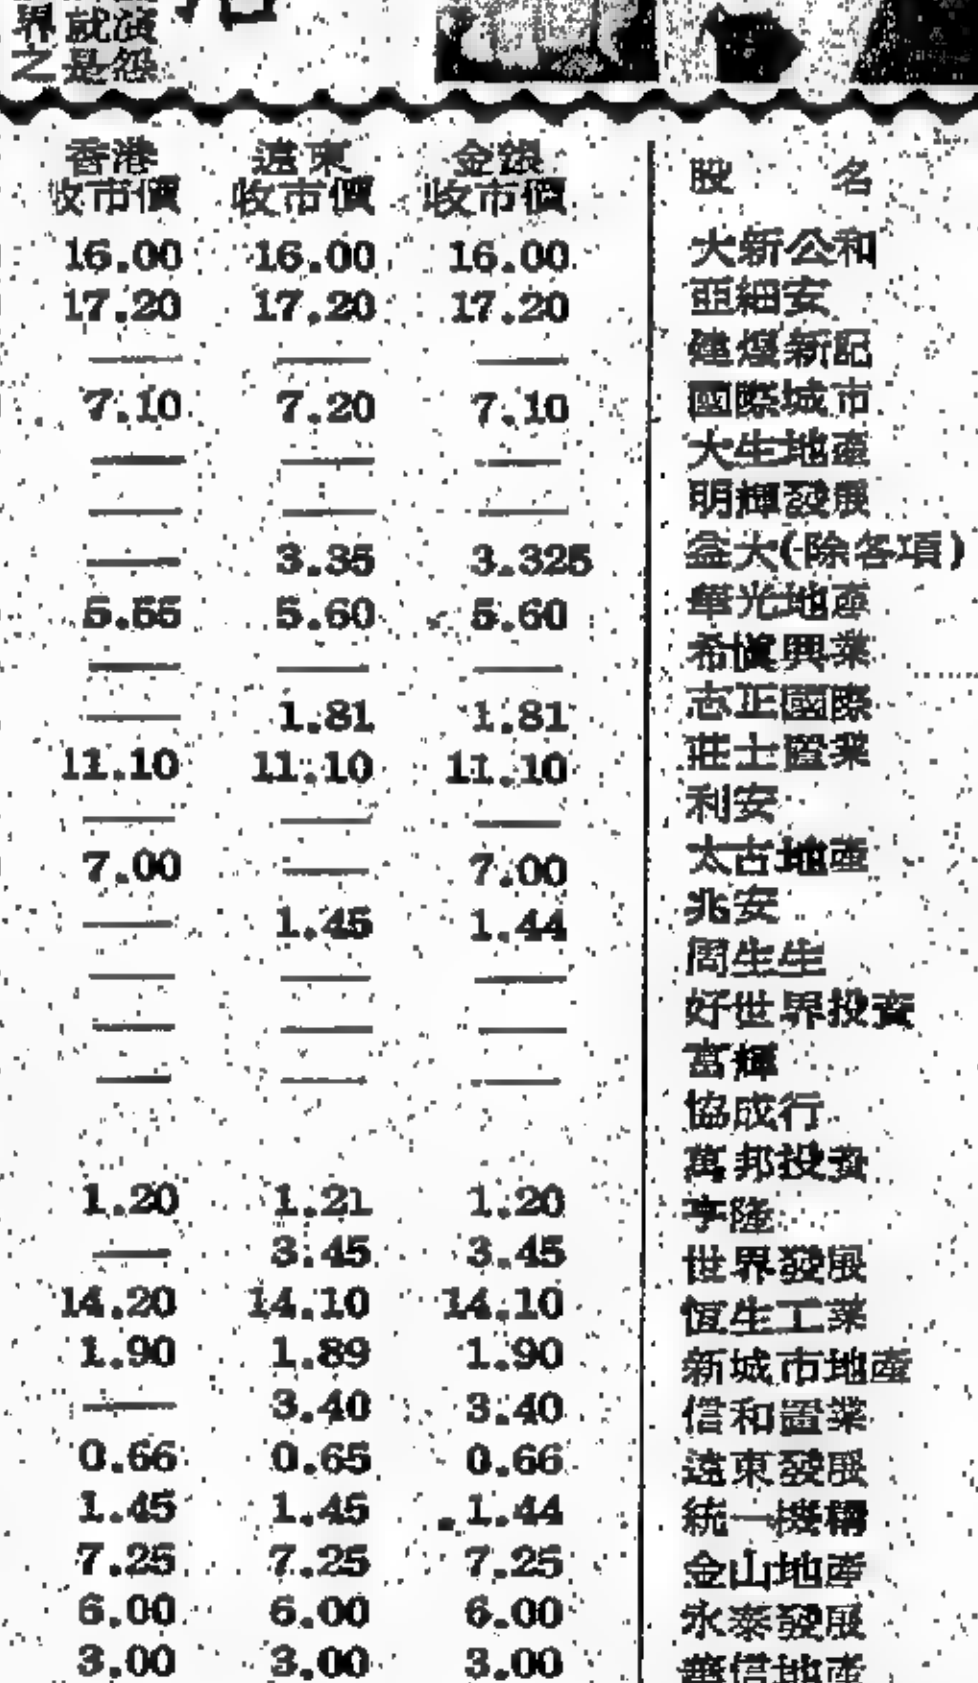 界就演
之是怨
香港 遠東 金銀
收市價 收市價 收市價
16.00 16.00 16.00
17.20 17.20 17.20
— — —
7.10 7.20 7.10
— — —
— — —
— 3.35 3.325
5.55 5.60 5.60
— — —
— 1.81 1.81
11.10 11.10 11.10
— — —
7.00 — 7.00
— 1.45 1.44
— — —
— — —
— — —
1.20 1.21 1.20
— 3.45 3.45
14.20 14.10 14.10
1.90 1.89 1.90
— 3.40 3.40
0.66 0.65 0.66
1.45 1.45 1.44
7.25 7.25 7.25
6.00 6.00 6.00
3.00 3.00 3.00
股 名
大新公和
亞細安
建煜新記
國際城市
大生地產
明輝發展
益大(除各項)
華光地產
希慎興業
志正國際
莊士置業
利安
太古地產
兆安
周生生
好世界投資
富輝
協成行
萬邦投資
亨隆
世界發展
恆生工業
新城市地產
信和置業
遠東發展
統一機構
金山地產
永泰發展
信地產